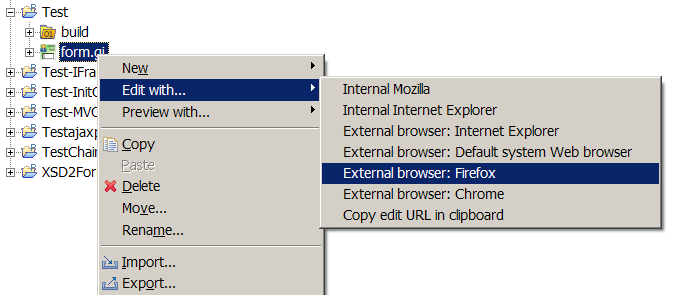 Test
build
form.gi
New
Test-IFra
Edit with...
Internal Mozilla
Test-InitC
Preview with...
Internal Internet Explorer
Test-MVC
External browser: Internet Explorer
Testajaxp
Copy
External browser: Default system Web browser
TestChain
Paste
External browser: Firefox
XSD2For
Delete
External browser: Chrome
Move...
Copy edit URL in clipboard
Rename...
Import...
Export...